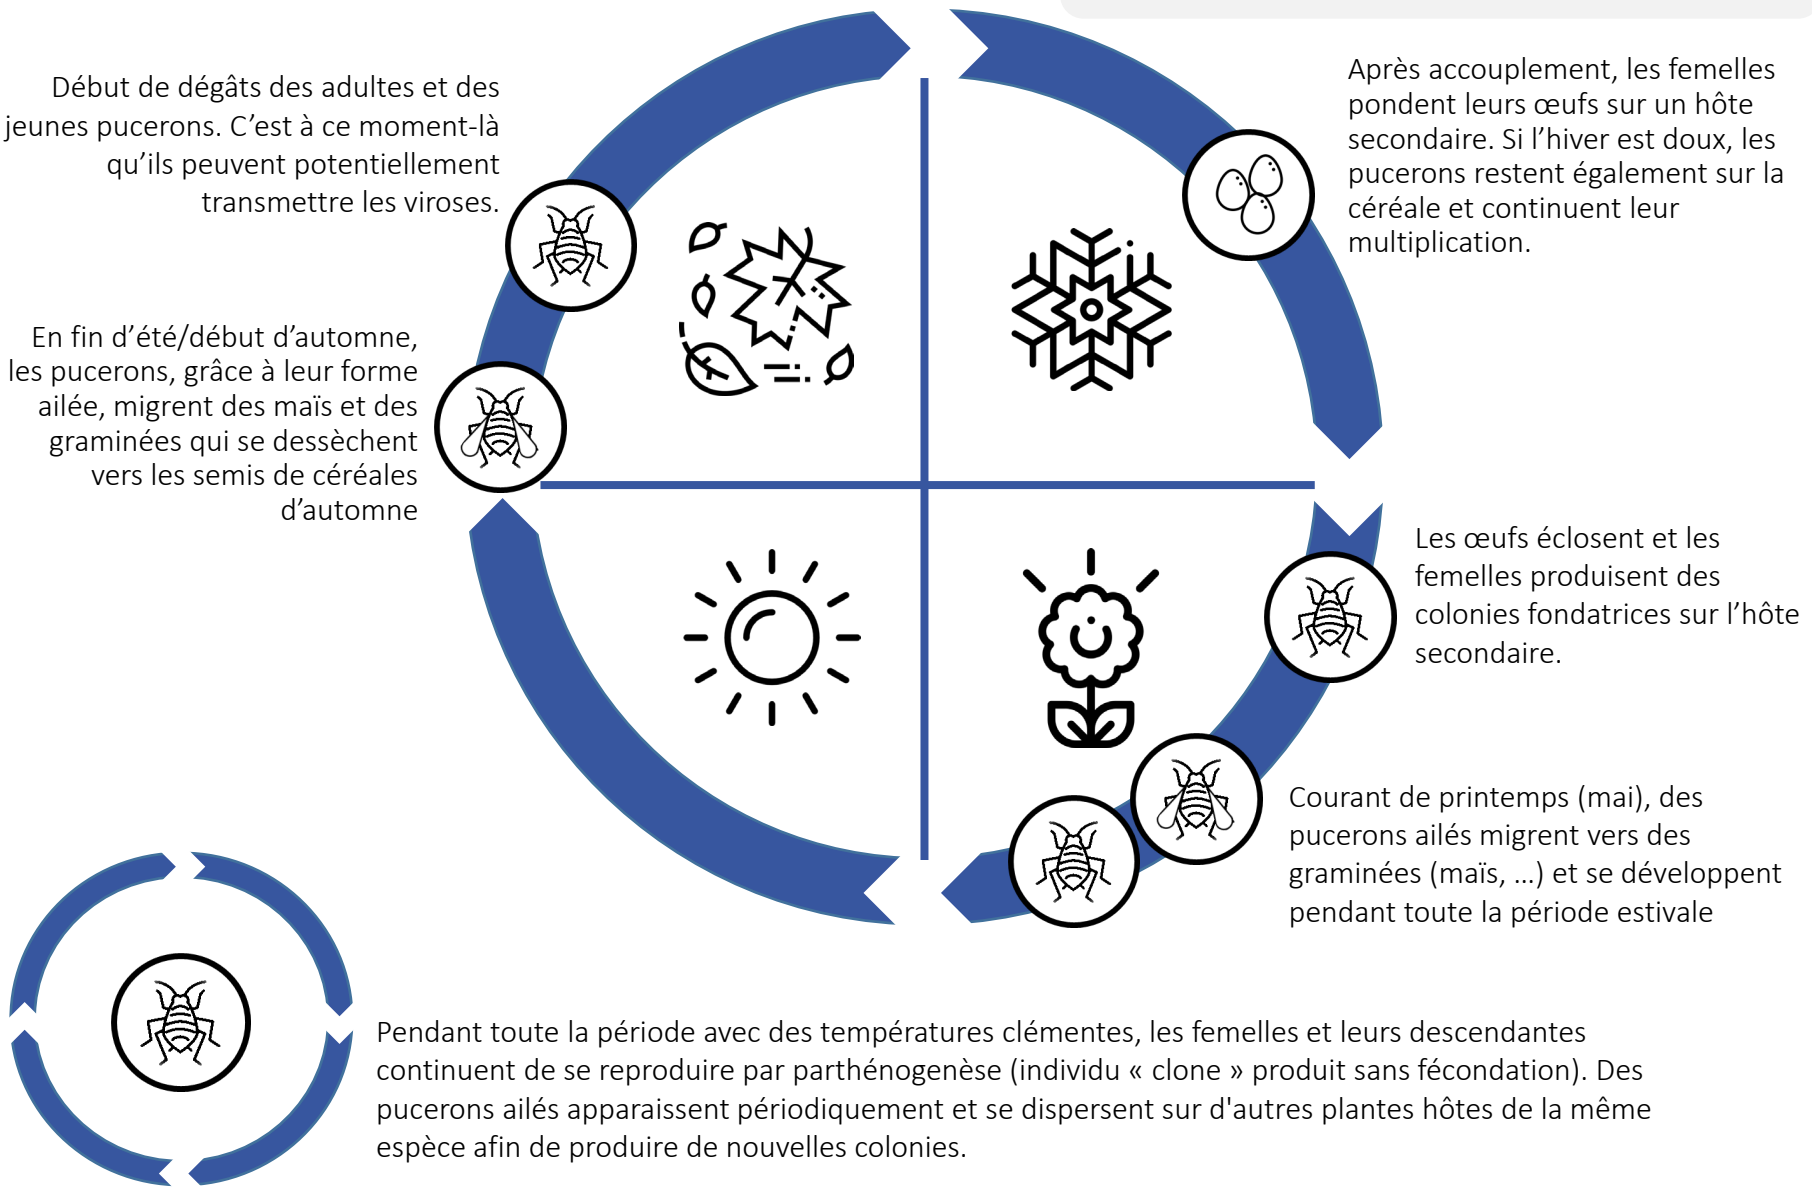 Début de dégâts des adultes et des
jeunes pucerons. C’est à ce moment-là
qu’ils peuvent potentiellement
transmettre les viroses.
En fin d’été/début d’automne,
les pucerons, grâce à leur forme
ailée, migrent des maïs et des
graminées qui se dessèchent
vers les semis de céréales
d’automne
Après accouplement, les femelles
pondent leurs œufs sur un hôte
secondaire. Si l’hiver est doux, les
pucerons restent également sur la
céréale et continuent leur
multiplication.
Les œufs éclosent et les
femelles produisent des
colonies fondatrices sur l’hôte
secondaire.
Courant de printemps (mai), des
pucerons ailés migrent vers des
graminées (maïs, …) et se développent
pendant toute la période estivale
Pendant toute la période avec des températures clémentes, les femelles et leurs descendantes
continuent de se reproduire par parthénogenèse (individu « clone » produit sans fécondation). Des
pucerons ailés apparaissent périodiquement et se dispersent sur d'autres plantes hôtes de la même
espèce afin de produire de nouvelles colonies.